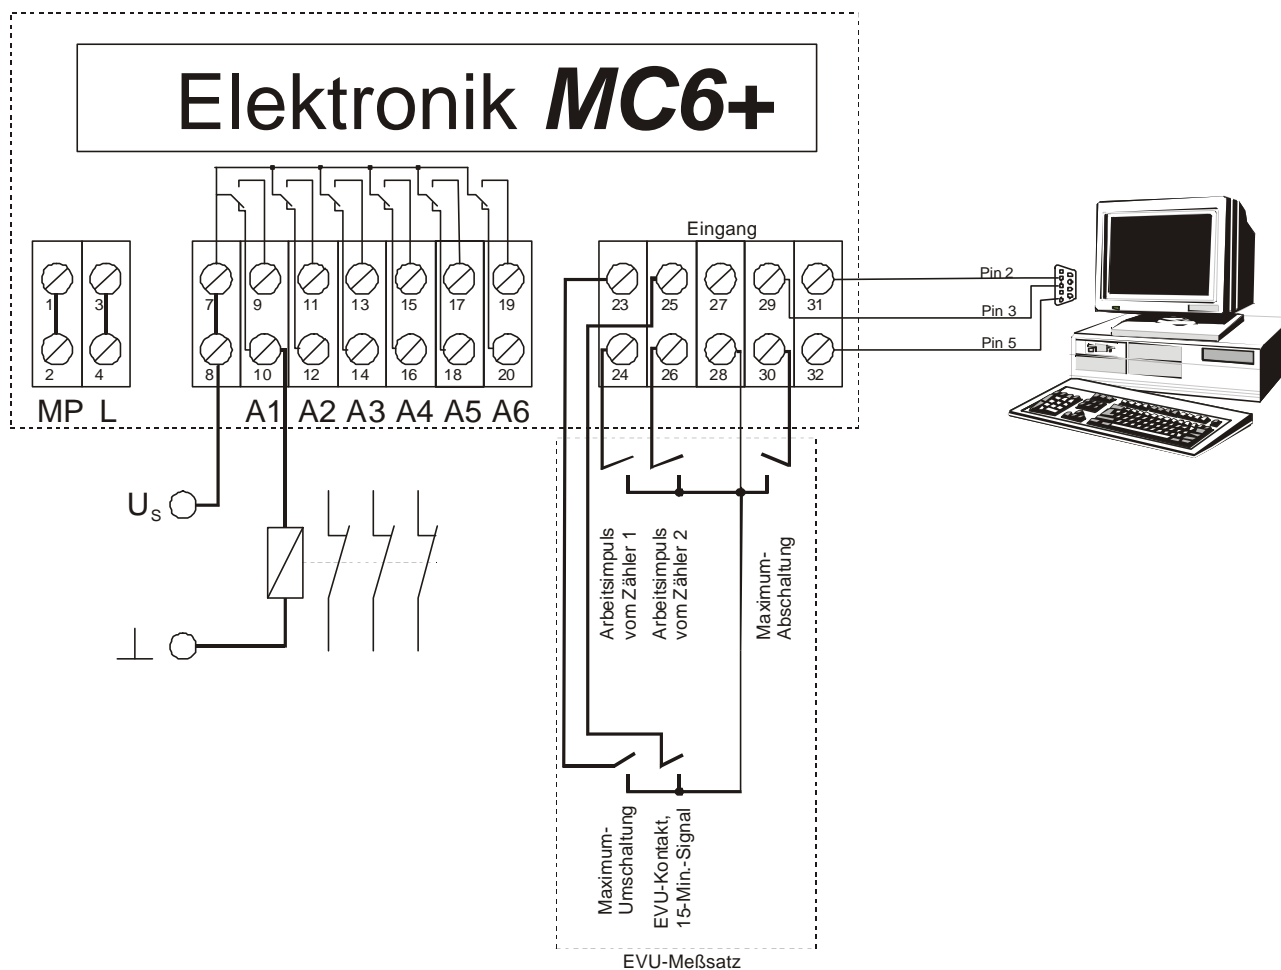 Elektronik MC6+
Eingang
1 3 7 9 11 13 15 17 19 23 25 27 29 31
2 4 8 10 12 14 16 18 20 24 26 28 30 32
MP L A1 A2 A3 A4 A5 A6
Pin 2
Pin 3
Pin 5
US
Arbeitsimpuls
vom Zähler 1
Arbeitsimpuls
vom Zähler 2
Maximum-
Abschaltung
Maximum-
Umschaltung
EVU-Kontakt,
15-Min.-Signal
EVU-Meßsatz